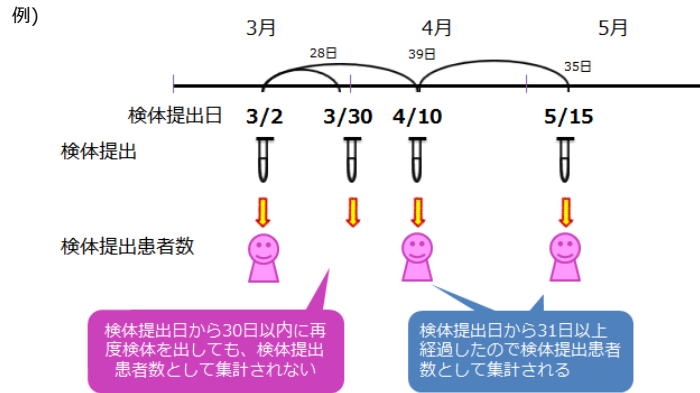 例)
3月 4月 5月
28日 39日 35日
検体提出日 3/2 3/30 4/10 5/15
検体提出
検体提出患者数
検体提出日から30日以内に再
度検体を出しても、検体提出
患者数として集計されない
検体提出日から31日以上
経過したので検体提出患者
数として集計される